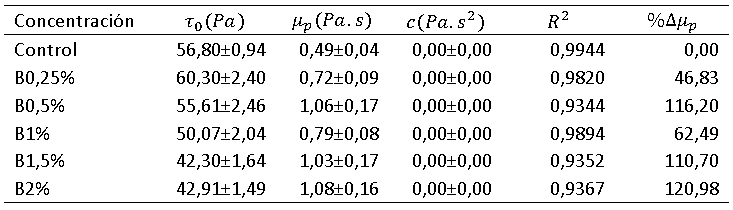 Concentración τ₀(Pa) μₚ(Pa.s) c(Pa.s²) R² %Δμₚ
Control 56,80±0,94 0,49±0,04 0,00±0,00 0,9944 0,00
B0,25% 60,30±2,40 0,72±0,09 0,00±0,00 0,9820 46,83
B0,5% 55,61±2,46 1,06±0,17 0,00±0,00 0,9344 116,20
B1% 50,07±2,04 0,79±0,08 0,00±0,00 0,9894 62,49
B1,5% 42,30±1,64 1,03±0,17 0,00±0,00 0,9352 110,70
B2% 42,91±1,49 1,08±0,16 0,00±0,00 0,9367 120,98